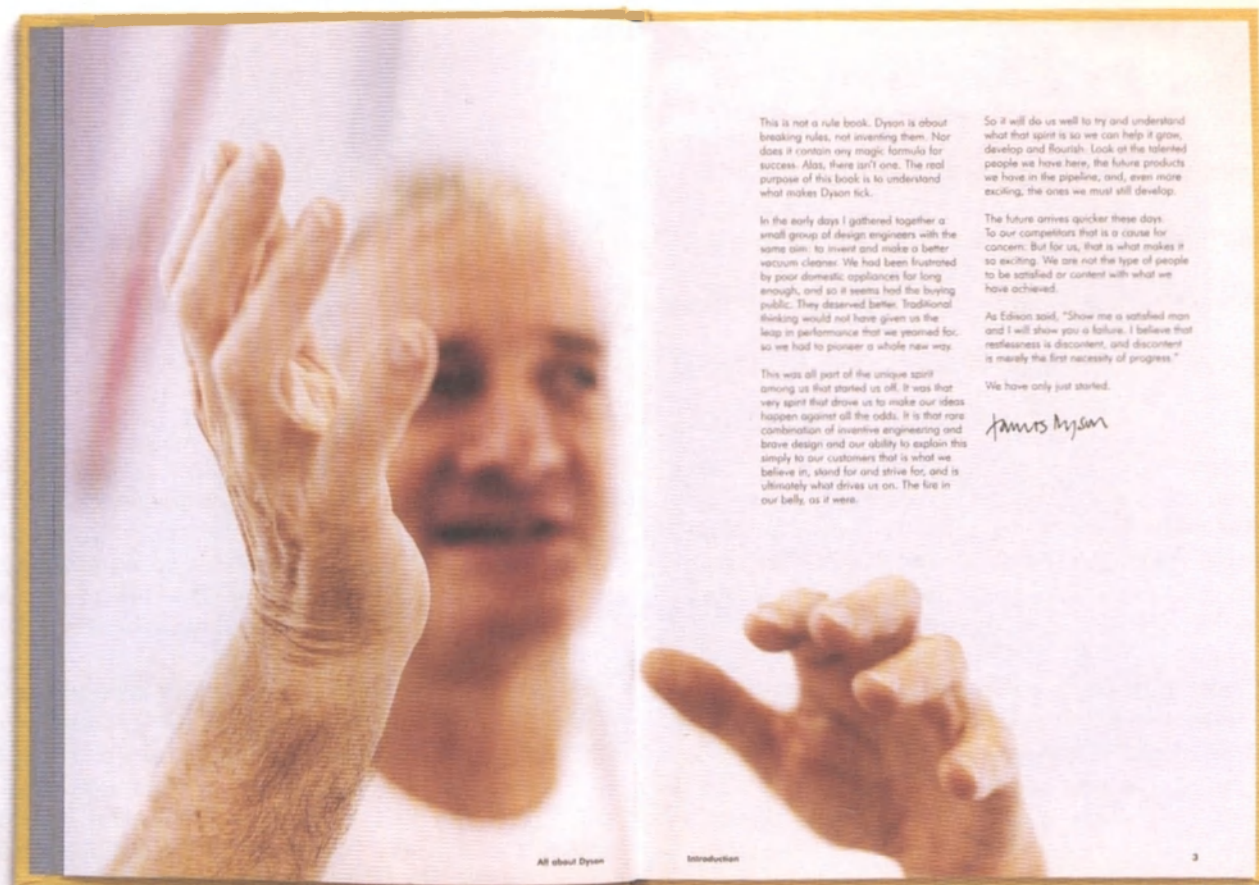 This is not a rule book. Dyson is about
breaking rules, not inventing them. Nor
does it contain any magic formula for
success. Alas, there isn't one. The real
purpose of this book is to understand
what makes Dyson tick.
In the early days I gathered together a
small group of design engineers with the
same aim: to invent and make a better
vacuum cleaner. We had been frustrated
by poor domestic appliances for long
enough, and so it seems had the buying
public. They deserved better. Traditional
thinking would not have given us the
leap in performance that we yearned for,
so we had to pioneer a whole new way.
This was all part of the unique spirit
among us that started us off. It was that
very spirit that drove us to make our ideas
happen against all the odds. It is that rare
combination of inventive engineering and
brave design and our ability to explain this
simply to our customers that is what we
believe in, stand for and strive for, and is
ultimately what drives us on. The fire in
our belly, as it were.
So it will do us well to try and understand
what that spirit is so we can help it grow,
develop and flourish. Look at the talented
people we have here, the future products
we have in the pipeline, and, even more
exciting, the ones we must still develop.
The future arrives quicker these days.
To our competitors that is a cause for
concern. But for us, that is what makes it
so exciting. We are not the type of people
to be satisfied or content with what we
have achieved.
As Edison said, "Show me a satisfied man
and I will show you a failure. I believe that
restlessness is discontent, and discontent
is merely the first necessity of progress."
We have only just started.
James Dyson
All about Dyson
Introduction
3